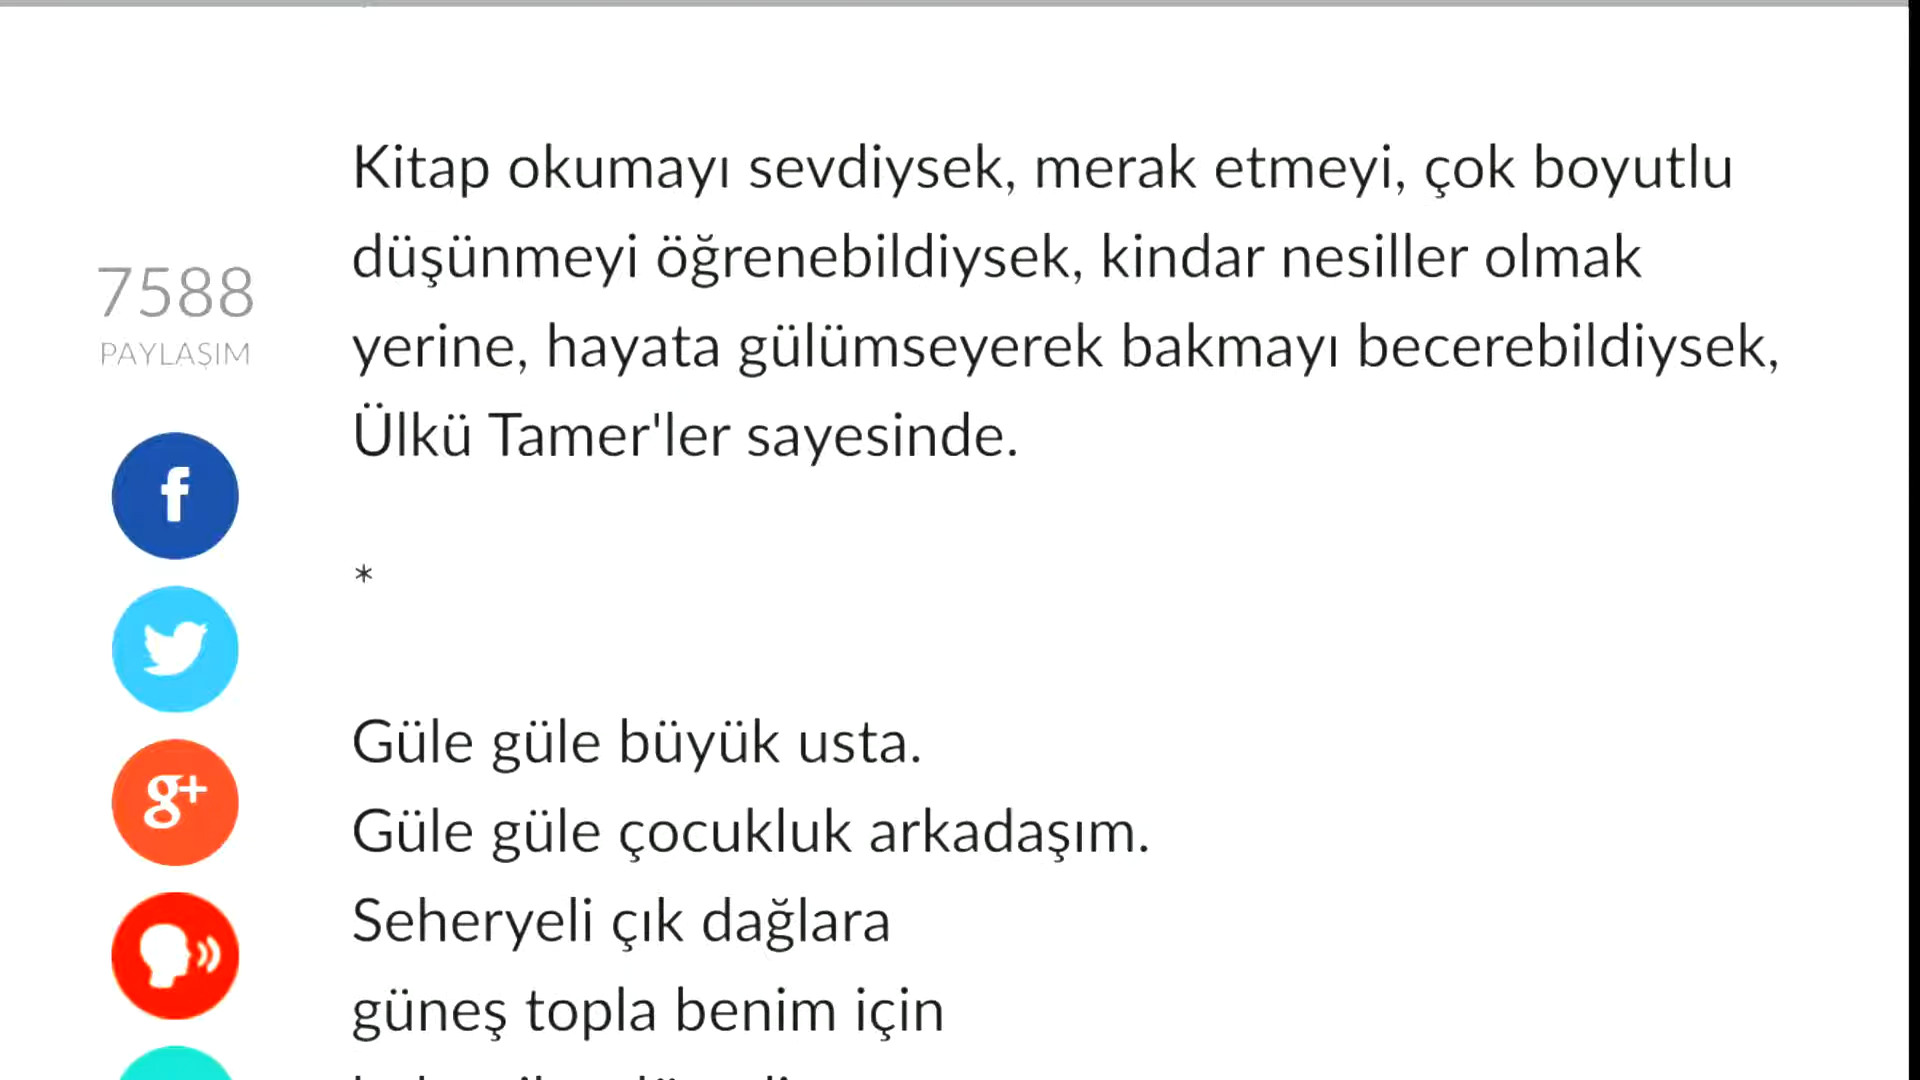 Kitap okumayı sevdiysek, merak etmeyi, çok boyutlu
düşünmeyi öğrenebildiysek, kindar nesiller olmak
yerine, hayata gülümseyerek bakmayı becerebildiysek,
Ülkü Tamer'ler sayesinde.
*
Güle güle büyük usta.
Güle güle çocukluk arkadaşım.
Seheryeli çık dağlara
güneş topla benim için
7588
PAYLAŞIM
f
g+